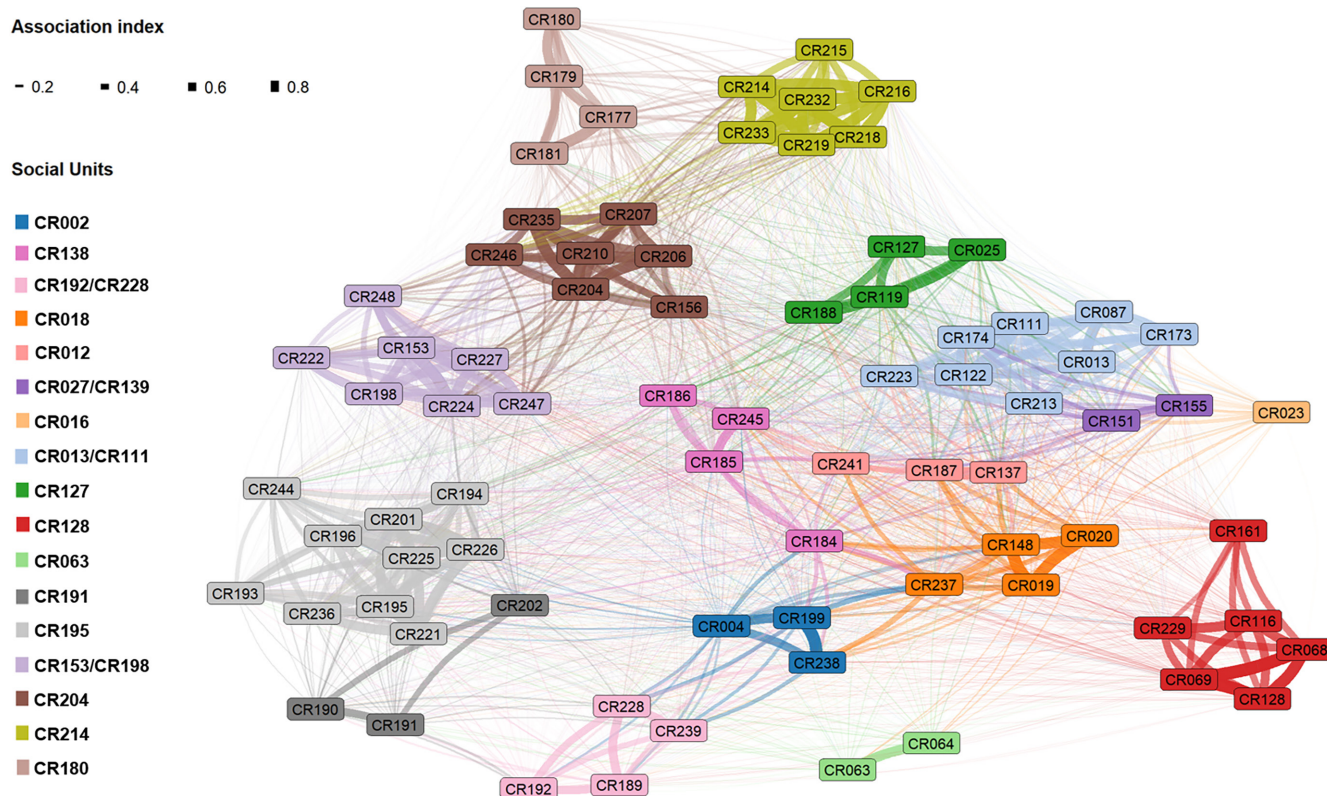 Association index
0.2 0.4 0.6 0.8
Social Units
CR002
CR138
CR192/CR228
CR018
CR012
CR027/CR139
CR016
CR013/CR111
CR127
CR128
CR063
CR191
CR195
CR153/CR198
CR204
CR214
CR180
CR180
CR179
CR177
CR181
CR215
CR214
CR232
CR216
CR233
CR219
CR218
CR235
CR207
CR246
CR210
CR206
CR204
CR156
CR127
CR025
CR119
CR188
CR248
CR222
CR153
CR227
CR198
CR224
CR247
CR087
CR111
CR174
CR173
CR013
CR223
CR122
CR213
CR155
CR151
CR023
CR186
CR245
CR185
CR184
CR241
CR187
CR137
CR148
CR020
CR237
CR019
CR244
CR194
CR201
CR196
CR225
CR226
CR193
CR236
CR195
CR221
CR202
CR190
CR191
CR004
CR199
CR238
CR161
CR229
CR116
CR068
CR069
CR128
CR228
CR239
CR192
CR189
CR064
CR063